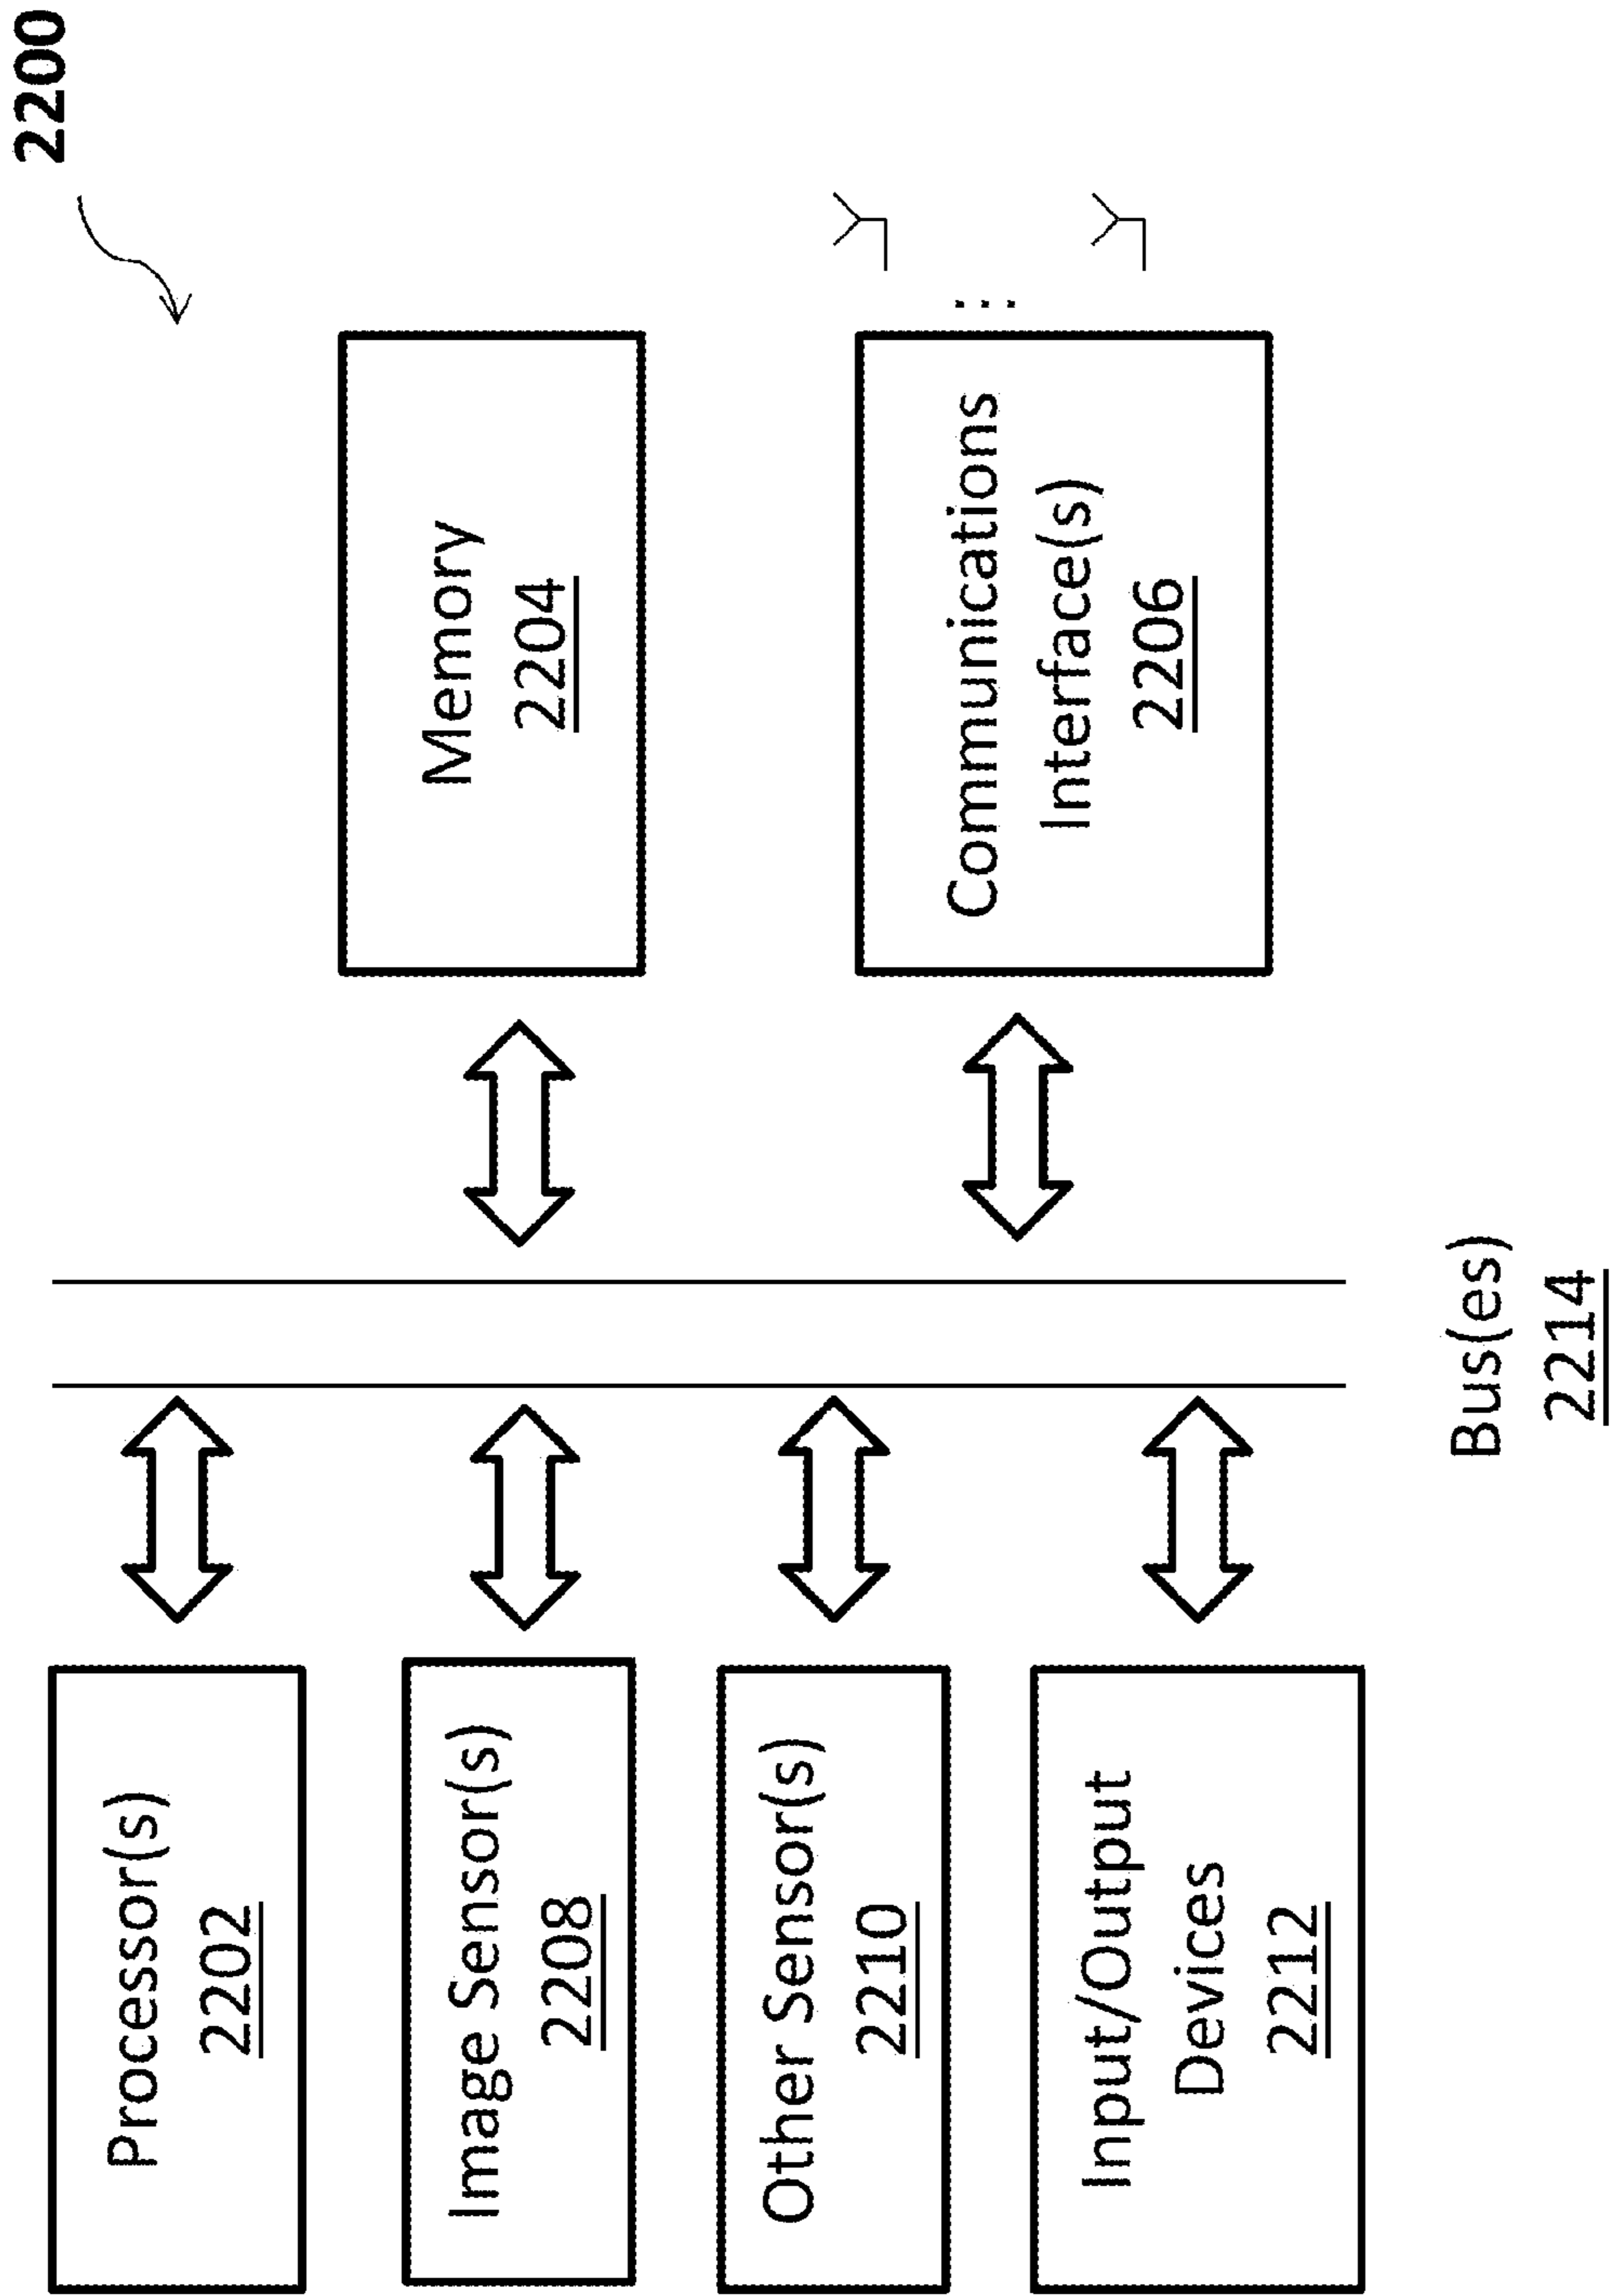 2200
Processor(s)
2202
Memory
2204
Image Sensor(s)
2208
Other Sensor(s)
2210
Communications
Interface(s)
2206
...
Input/Output
Devices
2212
Bus(es)
2214